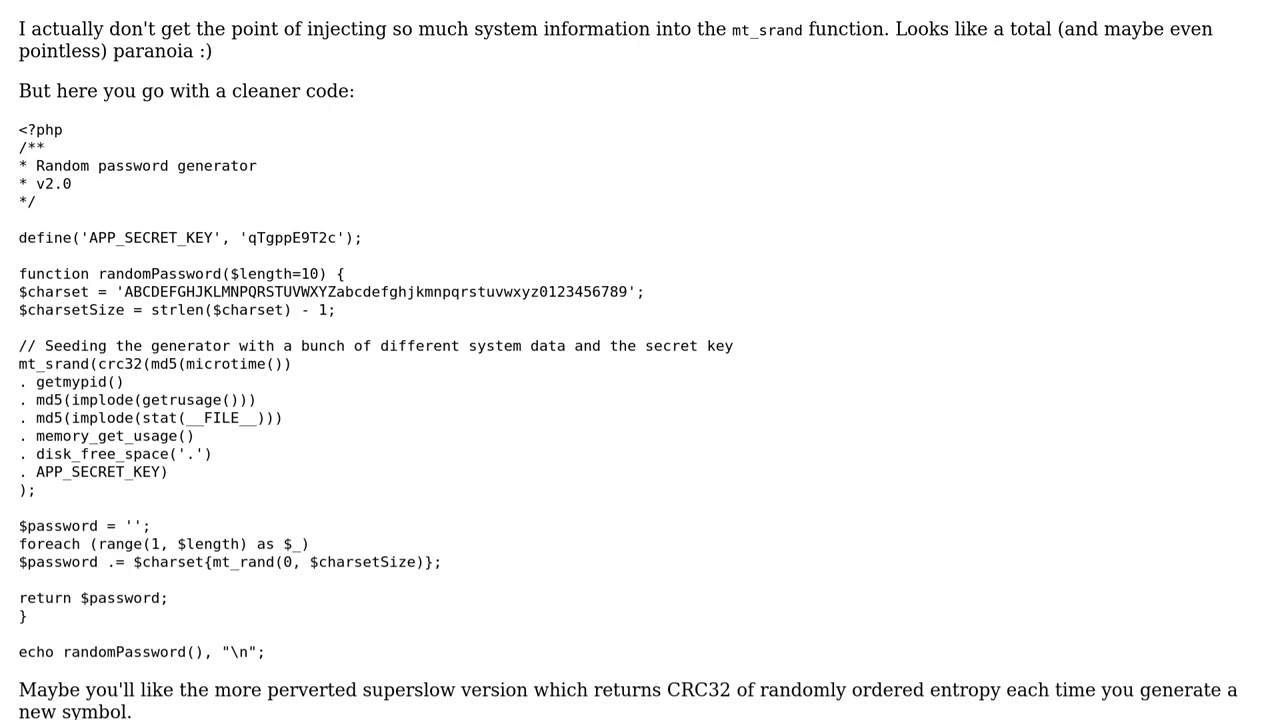 I actually don't get the point of injecting so much system information into the mt_srand function. Looks like a total (and maybe even
pointless) paranoia :)
But here you go with a cleaner code:
<?php
/**
* Random password generator
* v2.0
*/
define('APP_SECRET_KEY', 'qTgppE9T2c');
function randomPassword($length=10) {
$charset = 'ABCDEFGHJKLMNPQRSTUVWXYZabcdefghjkmnpqrstuvwxyz0123456789';
$charsetSize = strlen($charset) - 1;
// Seeding the generator with a bunch of different system data and the secret key
mt_srand(crc32(md5(microtime())
. getmypid()
. md5(implode(getrusage()))
. md5(implode(stat(__FILE__)))
. memory_get_usage()
. disk_free_space('.')
. APP_SECRET_KEY)
);
$password = '';
foreach (range(1, $length) as $_)
$password .= $charset{mt_rand(0, $charsetSize)};
return $password;
}
echo randomPassword(), "\n";
Maybe you'll like the more perverted superslow version which returns CRC32 of randomly ordered entropy each time you generate a
new symbol.